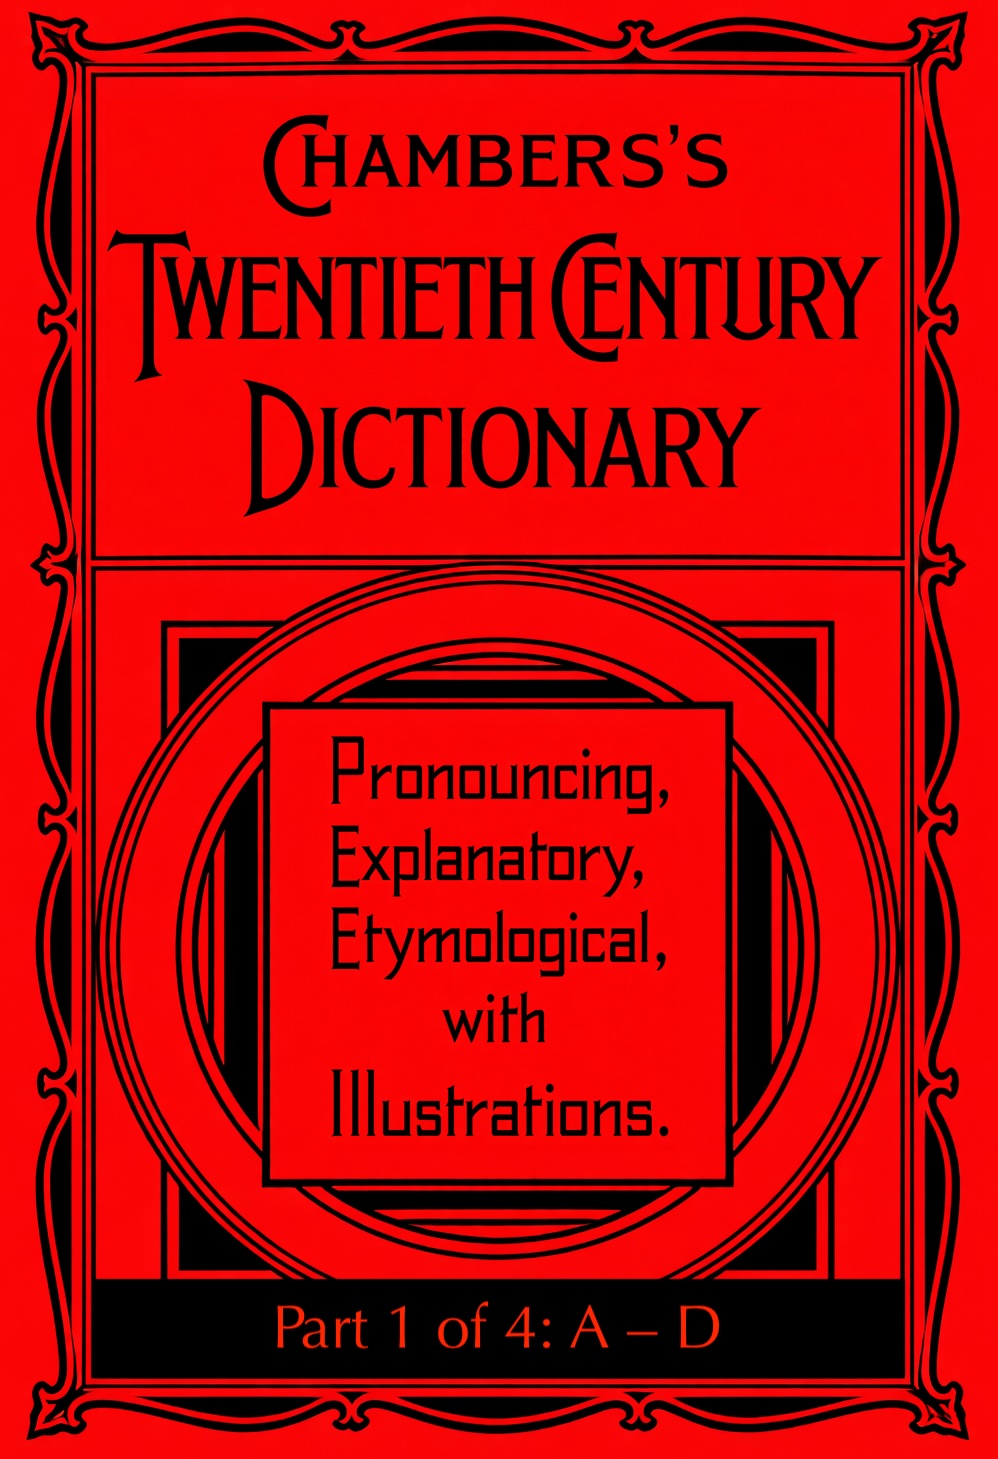 CHAMBERS'S
TWENTIETH CENTURY
DICTIONARY
Pronouncing,
Explanatory,
Etymological,
with
Illustrations.
Part 1 of 4: A – D